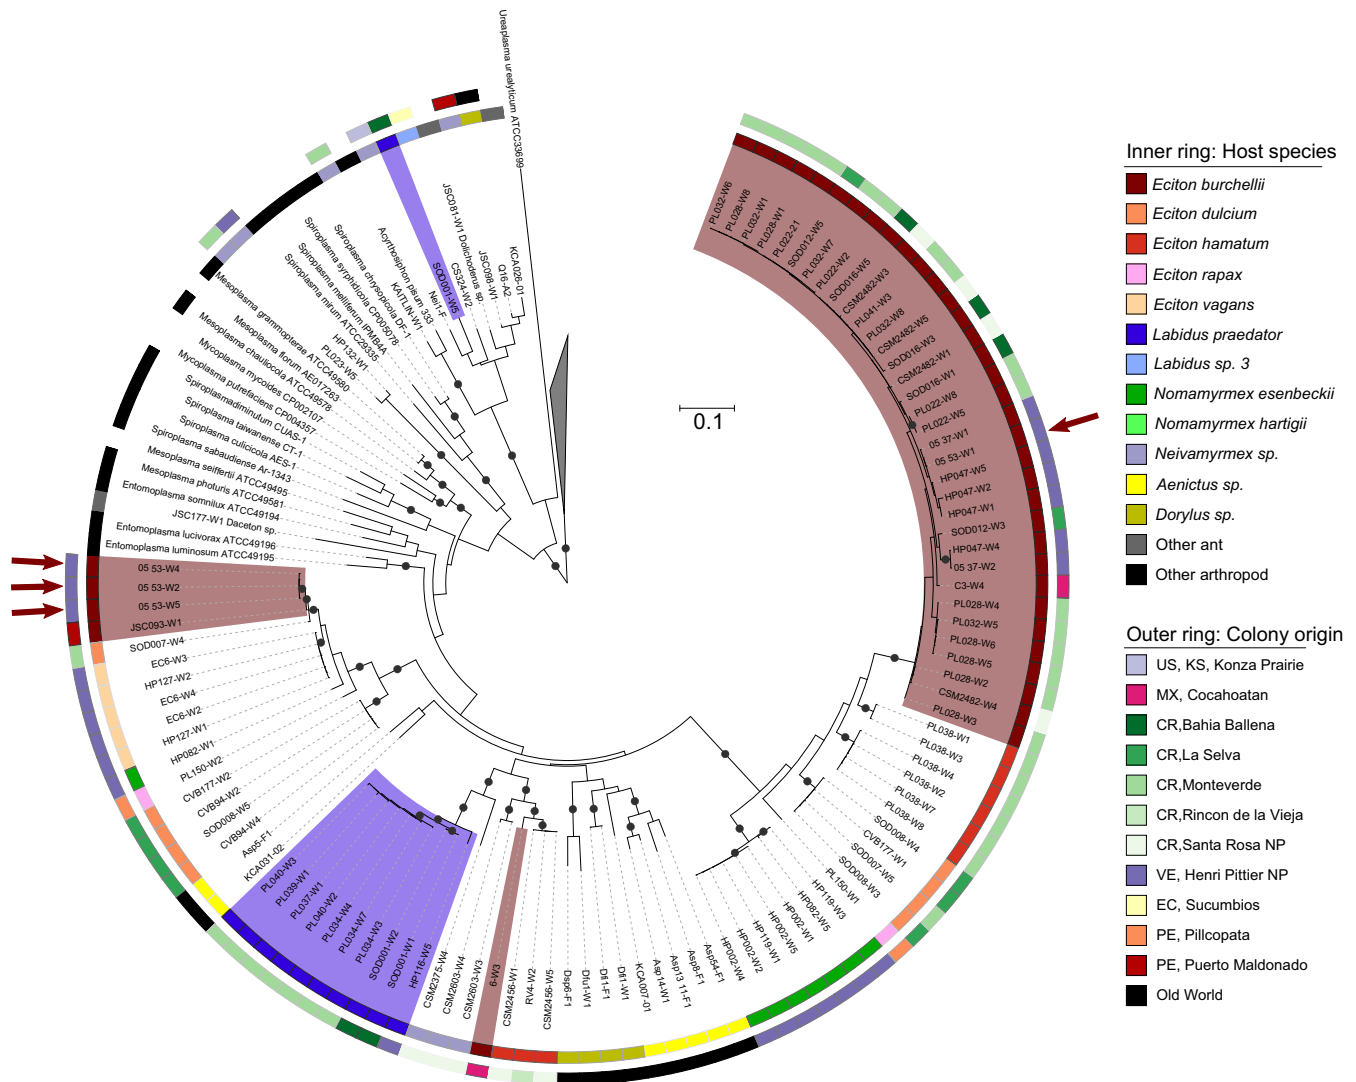 Ureaplasma urealyticum ATCC33699
KCA026-01
Q16-A2
JSC098-W1
JSC081-W1 Dolichoderus sp.
CS324-W2
SOD001-W5
Nei1-F
KAITLIN-W1
Acyrthosiphon pisum 333
Spiroplasma chrysopicola DF-1
Spiroplasma syrphidicola CP005078
Spiroplasma melliferum IPMB4A
Spiroplasma mirum ATCC29335
HP132-W1
PL023-W5
Mesoplasma grammopterae ATCC49580
Mesoplasma florum AE017263
Mesoplasma chauliocola ATCC49578
Mycoplasma mycoides CP002107
Mycoplasma putrefaciens CP004357
Spiroplasmadiminutum CUAS-1
Spiroplasma taiwanense CT-1
Spiroplasma culicicola AES-1
Spiroplasma sabaudiense Ar-1343
Mesoplasma seiffertii ATCC49495
Mesoplasma photuris ATCC49581
Entomoplasma somnilux ATCC49194
JSC177-W1 Daceton sp.
Entomoplasma lucivorax ATCC49196
Entomoplasma luminosum ATCC49195
05 53-W4
05 53-W2
05 53-W5
JSC093-W1
SOD007-W4
EC6-W3
HP127-W2
EC6-W4
EC6-W2
HP127-W1
HP082-W1
PL150-W2
CVB177-W2
CVB94-W2
SOD008-W5
CVB94-W4
Asp5-F1
KCA031-02
PL040-W3
PL039-W1
PL037-W1
PL040-W2
PL034-W4
PL034-W7
PL034-W3
SOD001-W2
SOD001-W1
HP116-W5
CSM2375-W4
CSM2603-W4
CSM2603-W3
6-W3
CSM2456-W1
RV4-W2
CSM2456-W5
Dsp6-F1
Dfu1-W1
Dfl1-F1
Dfl1-W1
KCA007-01
Asp14-W1
Asp13 11-F1
Asp8-F1
Asp54-F1
HP002-W4
HP002-W2
HP119-W1
HP002-W5
HP002-W1
HP082-W5
HP119-W3
PL150-W1
SOD008-W3
SOD007-W5
CVB177-W1
SOD008-W4
PL038-W8
PL038-W7
PL038-W2
PL038-W4
PL038-W3
PL038-W1
PL028-W3
CSM2482-W4
PL028-W2
PL028-W5
PL028-W6
PL032-W5
PL028-W4
C3-W4
05 37-W2
HP047-W4
SOD012-W3
HP047-W1
HP047-W2
HP047-W5
05 53-W1
05 37-W1
PL022-W5
PL022-W8
SOD016-W1
CSM2482-W1
SOD016-W3
CSM2482-W5
PL032-W8
PL041-W3
CSM2482-W3
SOD016-W5
PL022-W2
PL032-W7
SOD012-W5
PL022-21
PL028-W1
PL032-W1
PL028-W8
PL032-W6
0.1
Inner ring: Host species
Eciton burchellii
Eciton dulcium
Eciton hamatum
Eciton rapax
Eciton vagans
Labidus praedator
Labidus sp. 3
Nomamyrmex esenbeckii
Nomamyrmex hartigii
Neivamyrmex sp.
Aenictus sp.
Dorylus sp.
Other ant
Other arthropod
Outer ring: Colony origin
US, KS, Konza Prairie
MX, Cocahoatan
CR,Bahia Ballena
CR,La Selva
CR,Monteverde
CR,Rincon de la Vieja
CR,Santa Rosa NP
VE, Henri Pittier NP
EC, Sucumbios
PE, Pillcopata
PE, Puerto Maldonado
Old World